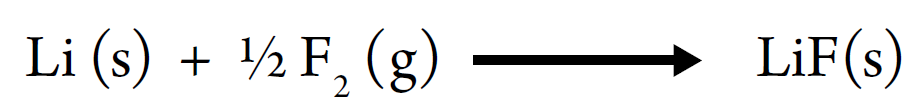 Li (s) + ½ F₂ (g) ⟶ LiF(s)